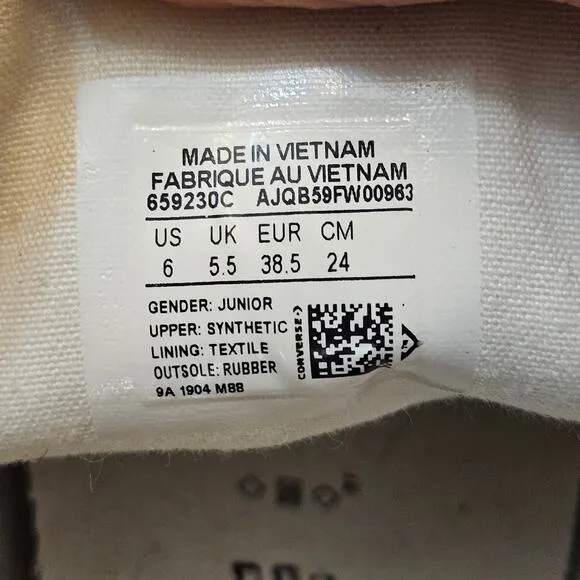 MADE IN VIETNAM
FABRIQUE AU VIETNAM
659230C AJQB59FW00963
US UK EUR CM
6 5.5 38.5 24
GENDER: JUNIOR
UPPER: SYNTHETIC
LINING: TEXTILE
OUTSOLE: RUBBER
9A 1904 M8B
CONVERSE